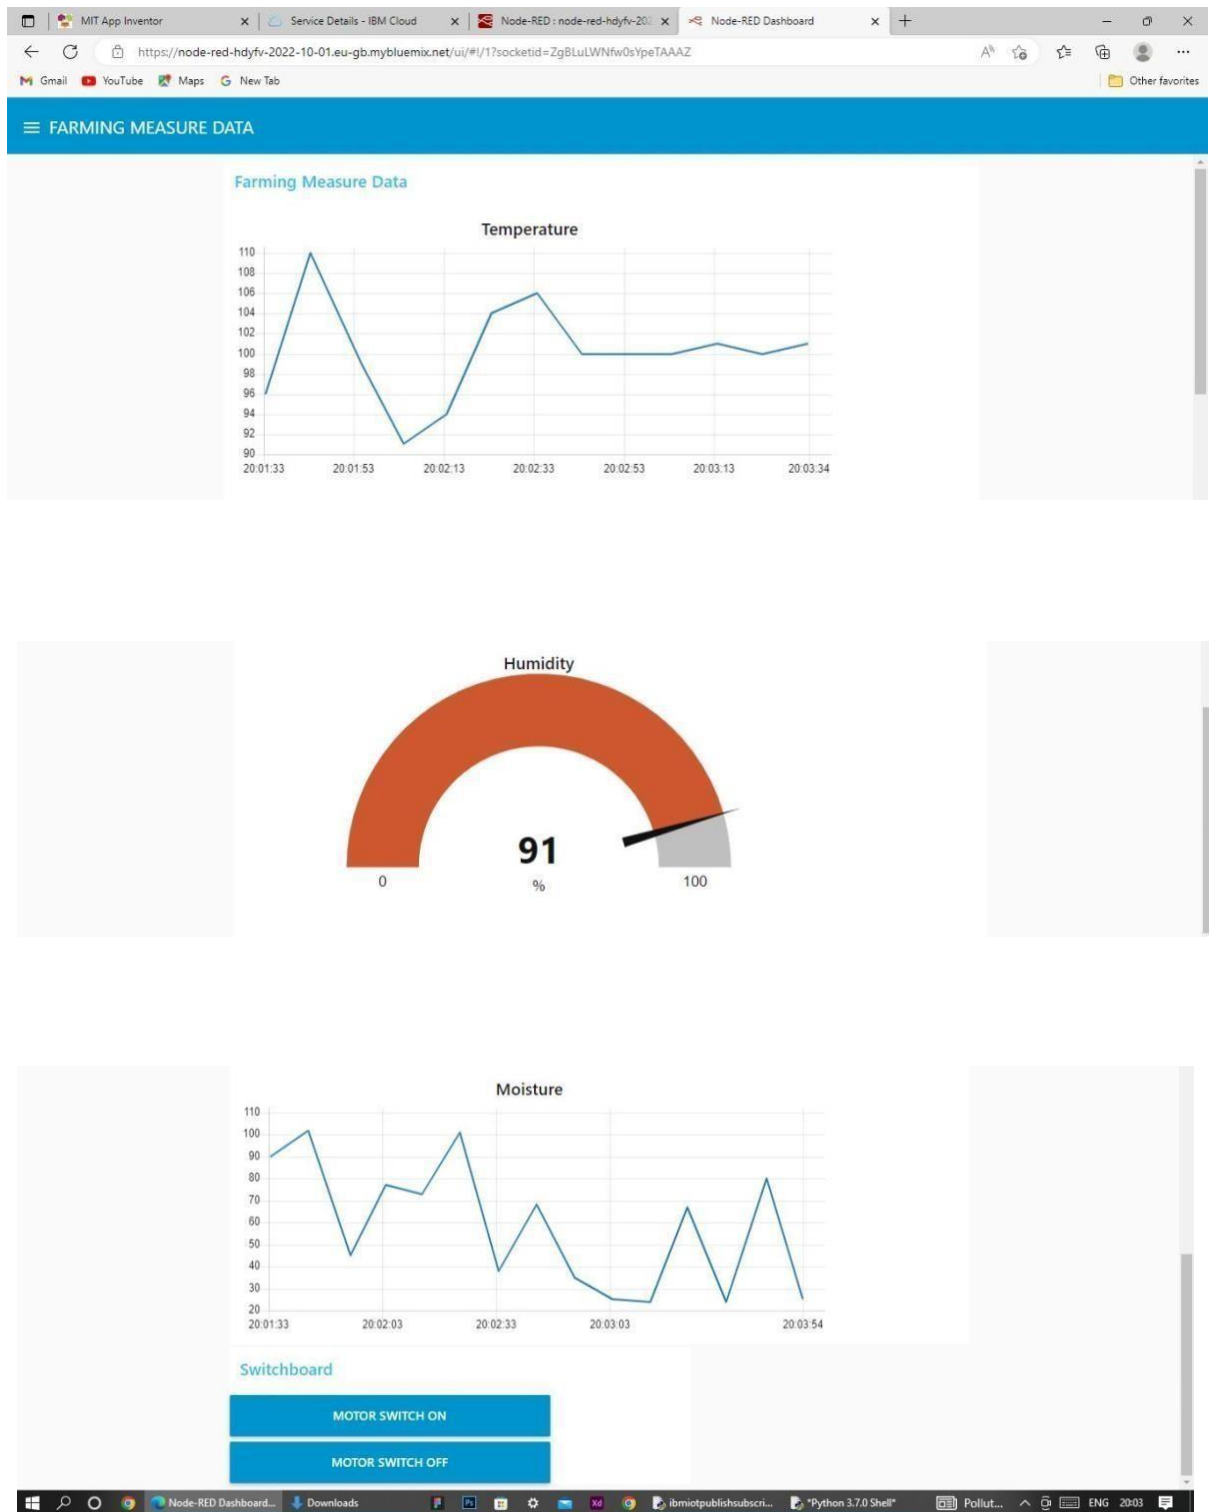 MIT App Inventor
Service Details - IBM Cloud
Node-RED : node-red-hdyfv-202
Node-RED Dashboard
https://node-red-hdyfv-2022-10-01.eu-gb.mybluemix.net/ui/#!/1?socketid=ZgBLuLWNfw0sYpeTAAAZ
Gmail YouTube Maps New Tab Other favorites
FARMING MEASURE DATA
Farming Measure Data
Temperature
110
108
106
104
102
100
98
96
94
92
90
20:01:33 20:01:53 20:02:13 20:02:33 20:02:53 20:03:13 20:03:34
Humidity
91
0 % 100
Moisture
110
100
90
80
70
60
50
40
30
20
20:01:33 20:02:03 20:02:33 20:03:03 20:03:54
Switchboard
MOTOR SWITCH ON
MOTOR SWITCH OFF
Node-RED Dashboard... Downloads Ps Xd ibmiotpublishsubscri... *Python 3.7.0 Shell* Pollut... ENG 20:03